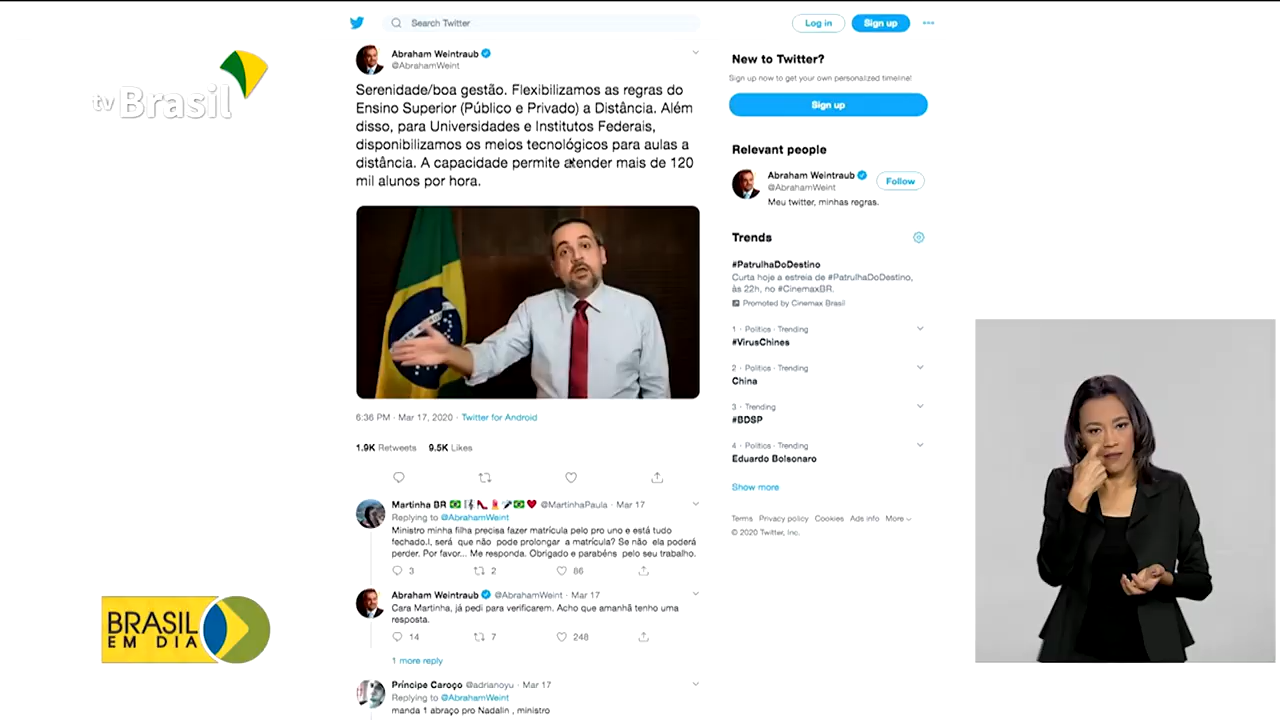 Search Twitter
Log in
Sign up
tvBrasil
Abraham Weintraub
@AbrahamWeint
Serenidade/boa gestão. Flexibilizamos as regras do
Ensino Superior (Público e Privado) a Distância. Além
disso, para Universidades e Institutos Federais,
disponibilizamos os meios tecnológicos para aulas a
distância. A capacidade permite atender mais de 120
mil alunos por hora.
6:36 PM · Mar 17, 2020 · Twitter for Android
1.9K Retweets 9.5K Likes
Martinha BR @MartinhaPaula · Mar 17
Replying to @AbrahamWeint
Ministro minha filha precisa fazer matrícula pelo pro uno e está tudo
fechado.l, será que não pode prolongar a matrícula? Se não ela poderá
perder. Por favor... Me responda. Obrigado e parabéns pelo seu trabalho.
3 2 86
Abraham Weintraub @AbrahamWeint · Mar 17
Cara Martinha, já pedi para verificarem. Acho que amanhã tenho uma
resposta.
14 7 248
1 more reply
Príncipe Caroço @adrianoyu · Mar 17
Replying to @AbrahamWeint
manda 1 abraço pro Nadalin , ministro
New to Twitter?
Sign up now to get your own personalized timeline!
Sign up
Relevant people
Abraham Weintraub
@AbrahamWeint
Follow
Meu twitter, minhas regras.
Trends
#PatrulhaDoDestino
Curta hoje a estreia de #PatrulhaDoDestino,
às 22h, no #CinemaxBR.
Promoted by Cinemax Brasil
1 · Politics · Trending
#VirusChines
2 · Politics · Trending
China
3 · Trending
#BDSP
4 · Politics · Trending
Eduardo Bolsonaro
Show more
Terms Privacy policy Cookies Ads info More
© 2020 Twitter, Inc.
BRASIL
EM DIA